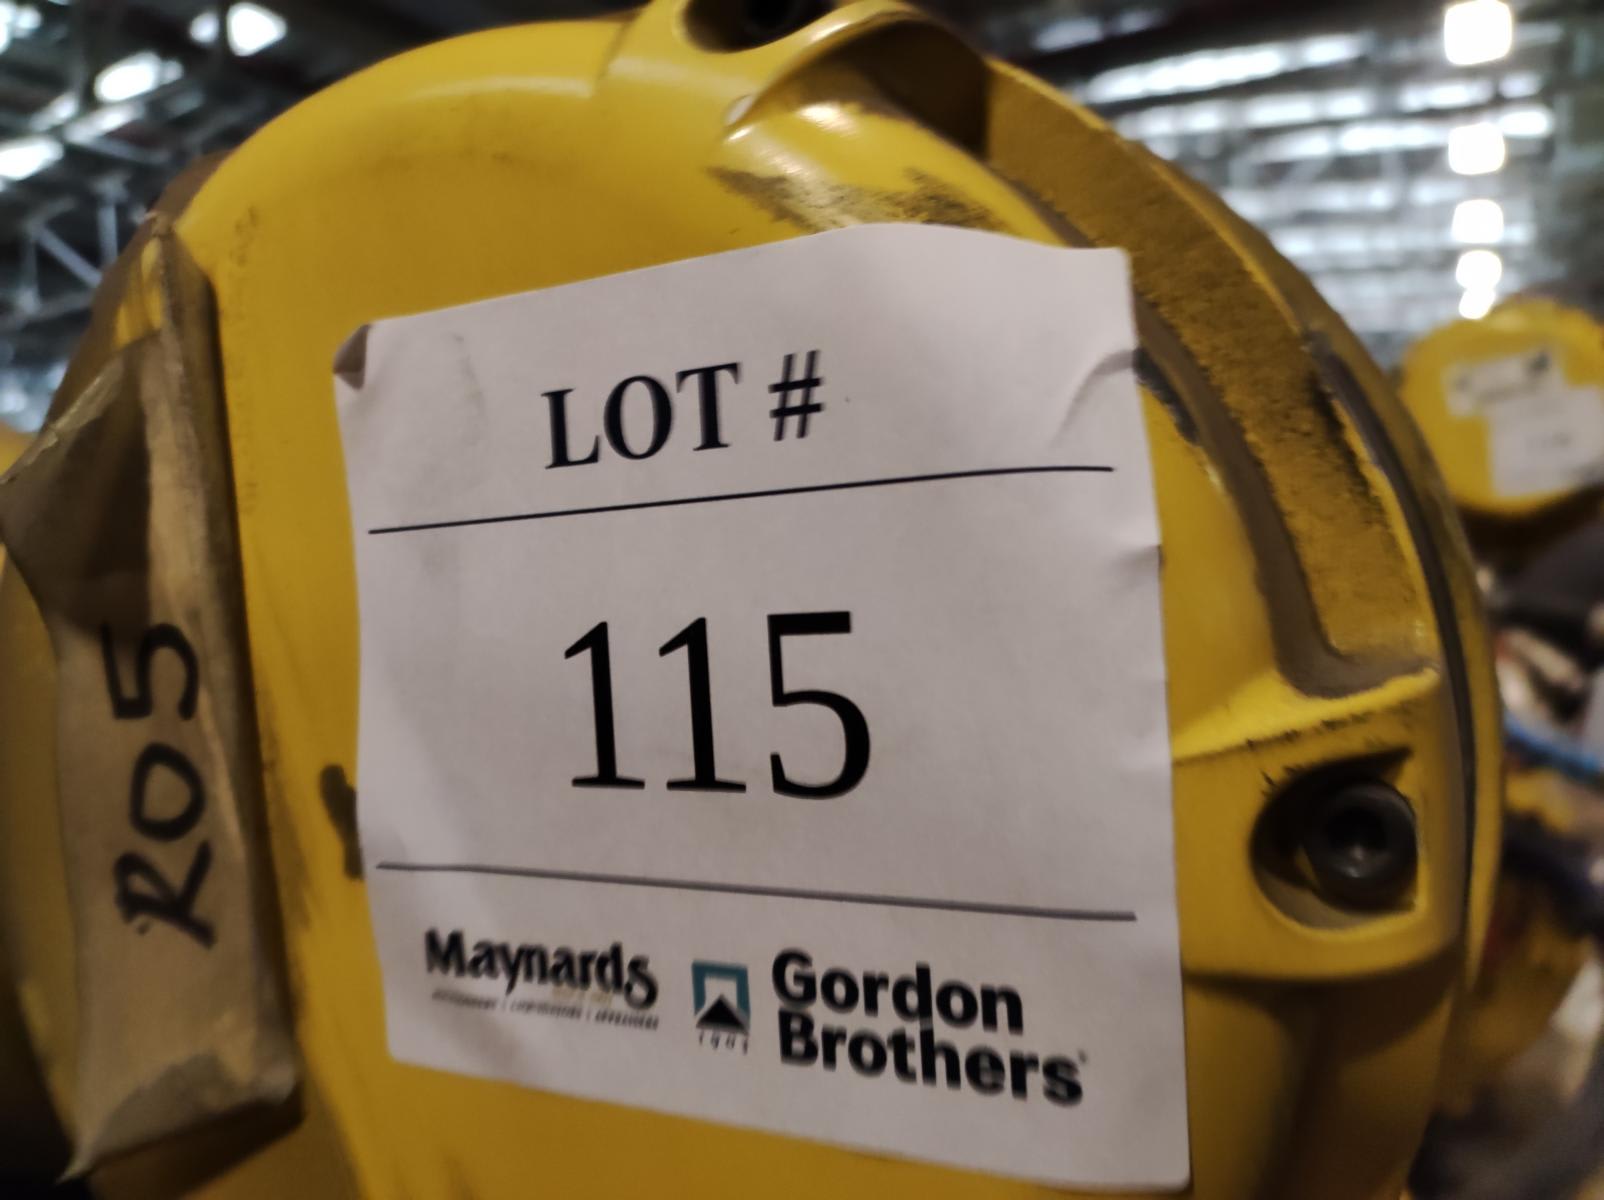 LOT #
115
Maynards
Gordon
Brothers
R05